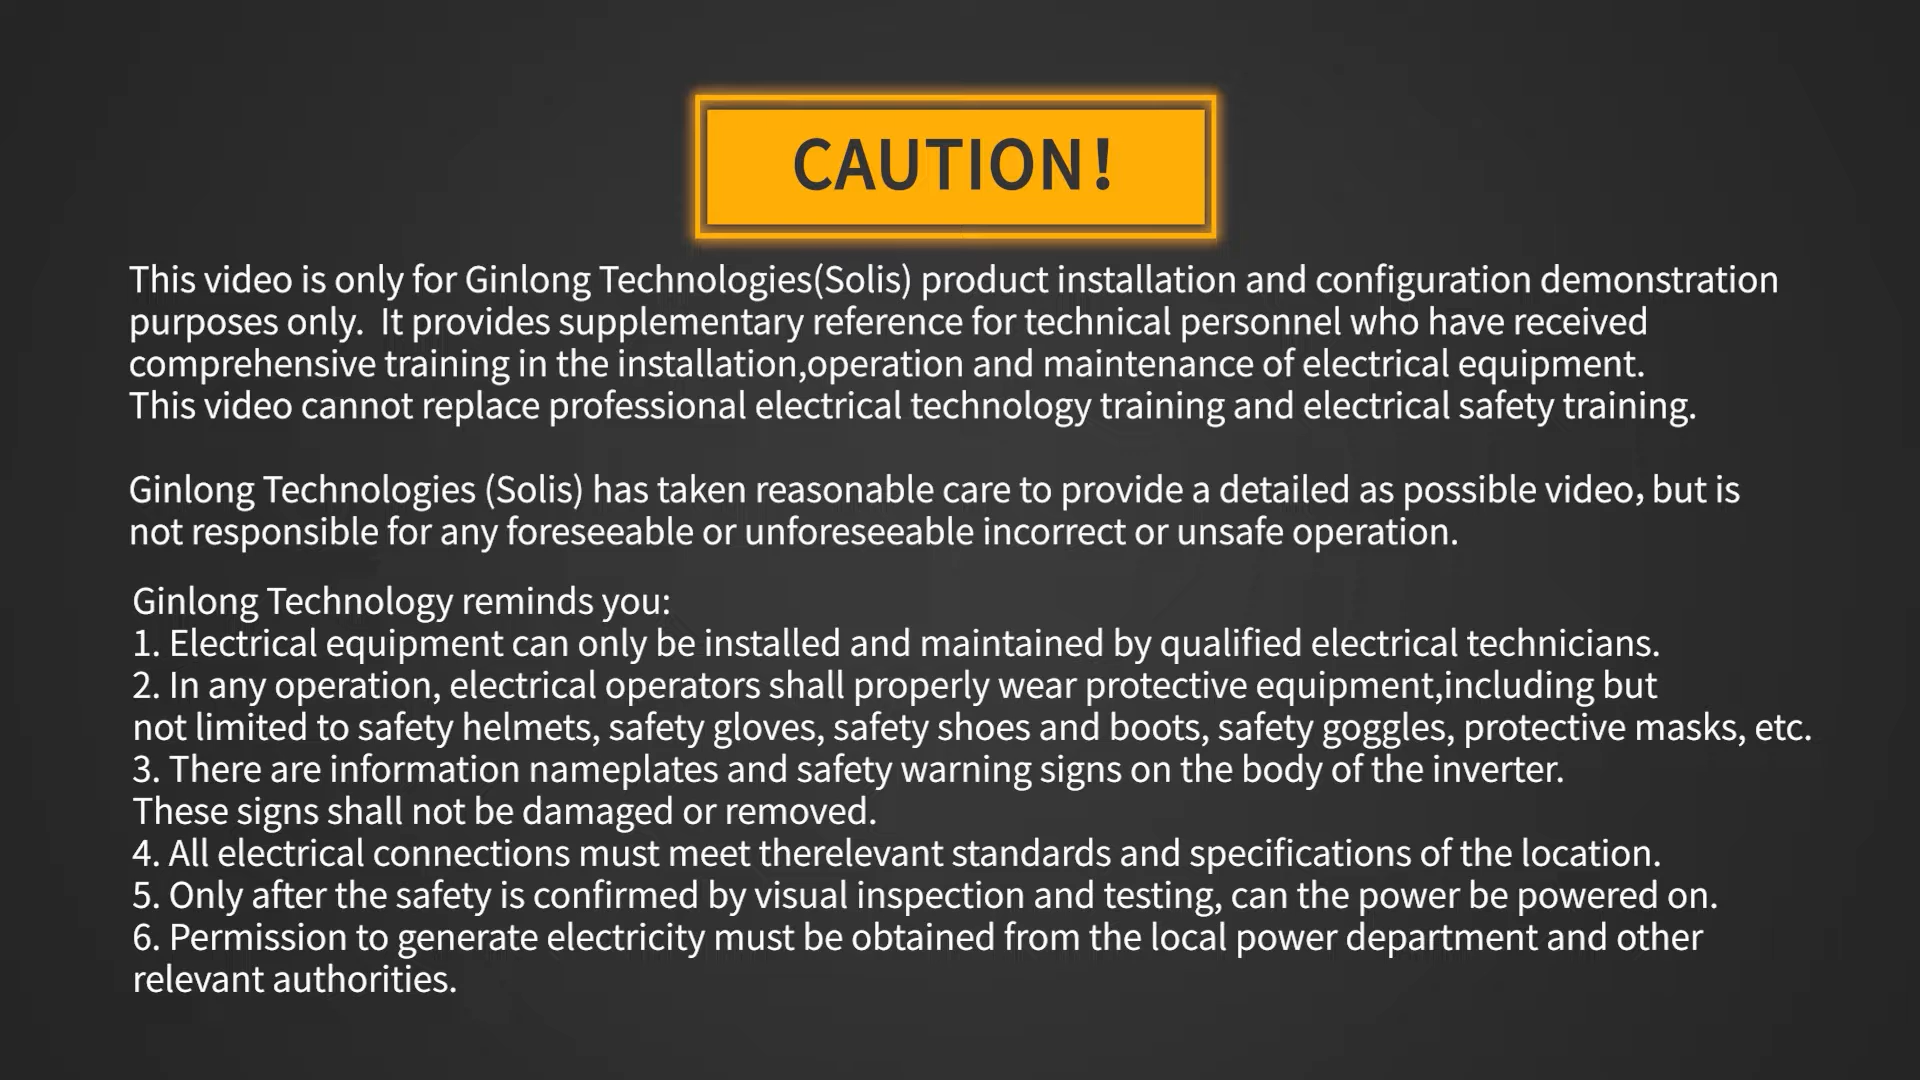 CAUTION!
This video is only for Ginlong Technologies(Solis) product installation and configuration demonstration
purposes only.  It provides supplementary reference for technical personnel who have received
comprehensive training in the installation,operation and maintenance of electrical equipment.
This video cannot replace professional electrical technology training and electrical safety training.
Ginlong Technologies (Solis) has taken reasonable care to provide a detailed as possible video, but is
not responsible for any foreseeable or unforeseeable incorrect or unsafe operation.
Ginlong Technology reminds you:
1. Electrical equipment can only be installed and maintained by qualified electrical technicians.
2. In any operation, electrical operators shall properly wear protective equipment,including but
not limited to safety helmets, safety gloves, safety shoes and boots, safety goggles, protective masks, etc.
3. There are information nameplates and safety warning signs on the body of the inverter.
These signs shall not be damaged or removed.
4. All electrical connections must meet therelevant standards and specifications of the location.
5. Only after the safety is confirmed by visual inspection and testing, can the power be powered on.
6. Permission to generate electricity must be obtained from the local power department and other
relevant authorities.